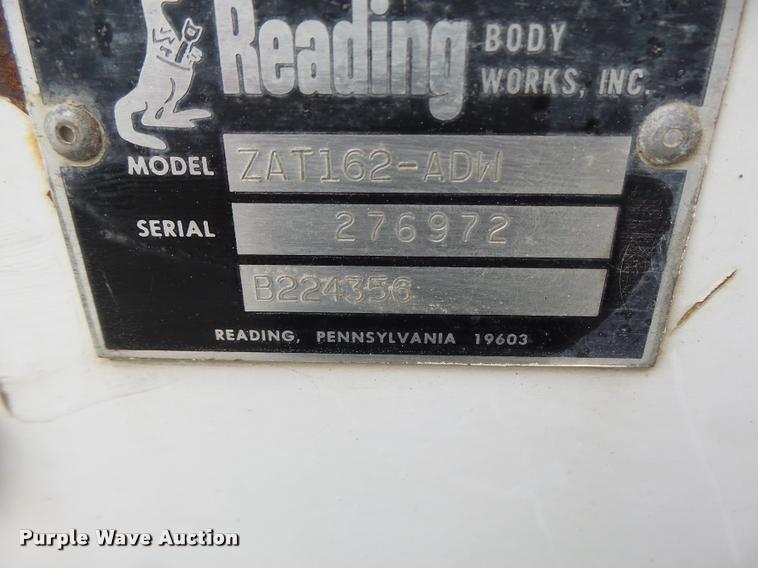 Reading BODY
WORKS, INC.
MODEL ZAT162-ADW
SERIAL 276972
B224356
READING, PENNSYLVANIA 19603
Purple Wave Auction